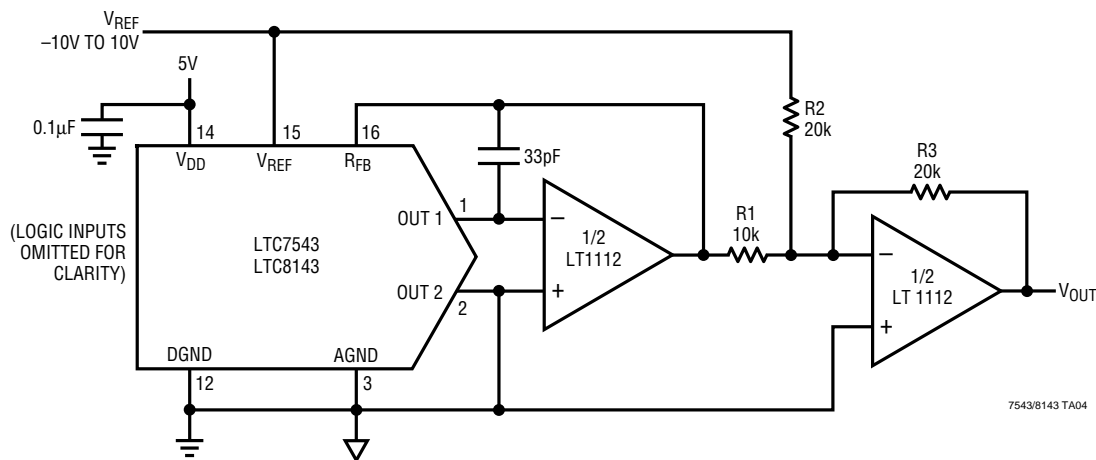 VREF
–10V TO 10V
5V
0.1µF
14
15
16
VDD
VREF
RFB
33pF
R2
20k
R3
20k
(LOGIC INPUTS
OMITTED FOR
CLARITY)
LTC7543
LTC8143
OUT 1
1
OUT 2
2
–
+
1/2
LT1112
R1
10k
–
+
1/2
LT 1112
VOUT
DGND
AGND
12
3
7543/8143 TA04